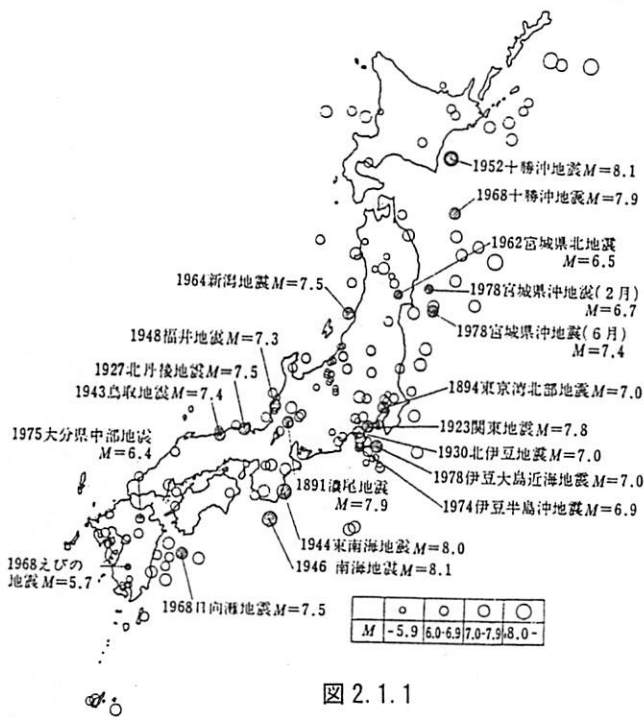 1952十勝沖地震M=8.1
1968十勝沖地震M=7.9
1962宮城県北地震
M=6.5
1964新潟地震M=7.5
1978宮城県沖地震(2月)
M=6.7
1978宮城県沖地震(6月)
M=7.4
1948福井地震M=7.3
1927北丹後地震M=7.5
1943鳥取地震M=7.4
1894東京湾北部地震M=7.0
1975大分県中部地震
M=6.4
1923関東地震M=7.8
1930北伊豆地震M=7.0
1978伊豆大島近海地震M=7.0
1974伊豆半島沖地震M=6.9
1891濃尾地震
M=7.9
1944東南海地震M=8.0
1946 南海地震M=8.1
1968えびの
地震M=5.7
1968日向灘地震M=7.5
M -5.9 6.0-6.9 7.0-7.9 8.0-
図2.1.1